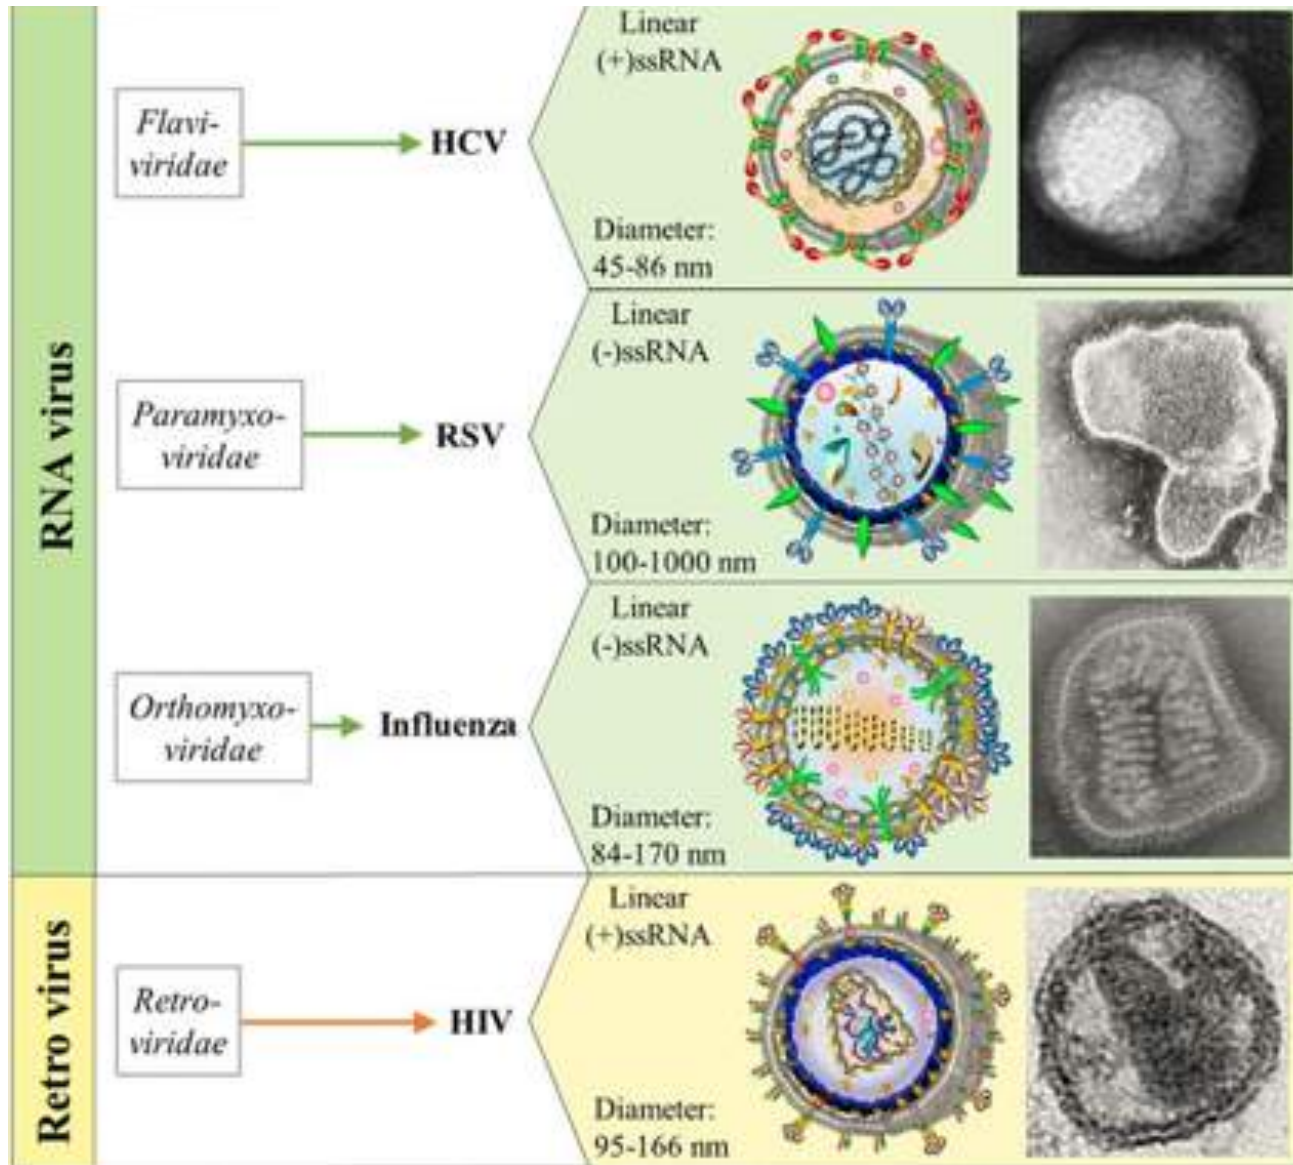 RNA virus
Flavi-
viridae
HCV
Linear
(+)ssRNA
Diameter:
45-86 nm
Paramyxo-
viridae
RSV
Linear
(-)ssRNA
Diameter:
100-1000 nm
Orthomyxo-
viridae
Influenza
Linear
(-)ssRNA
Diameter:
84-170 nm
Retro virus
Retro-
viridae
HIV
Linear
(+)ssRNA
Diameter:
95-166 nm